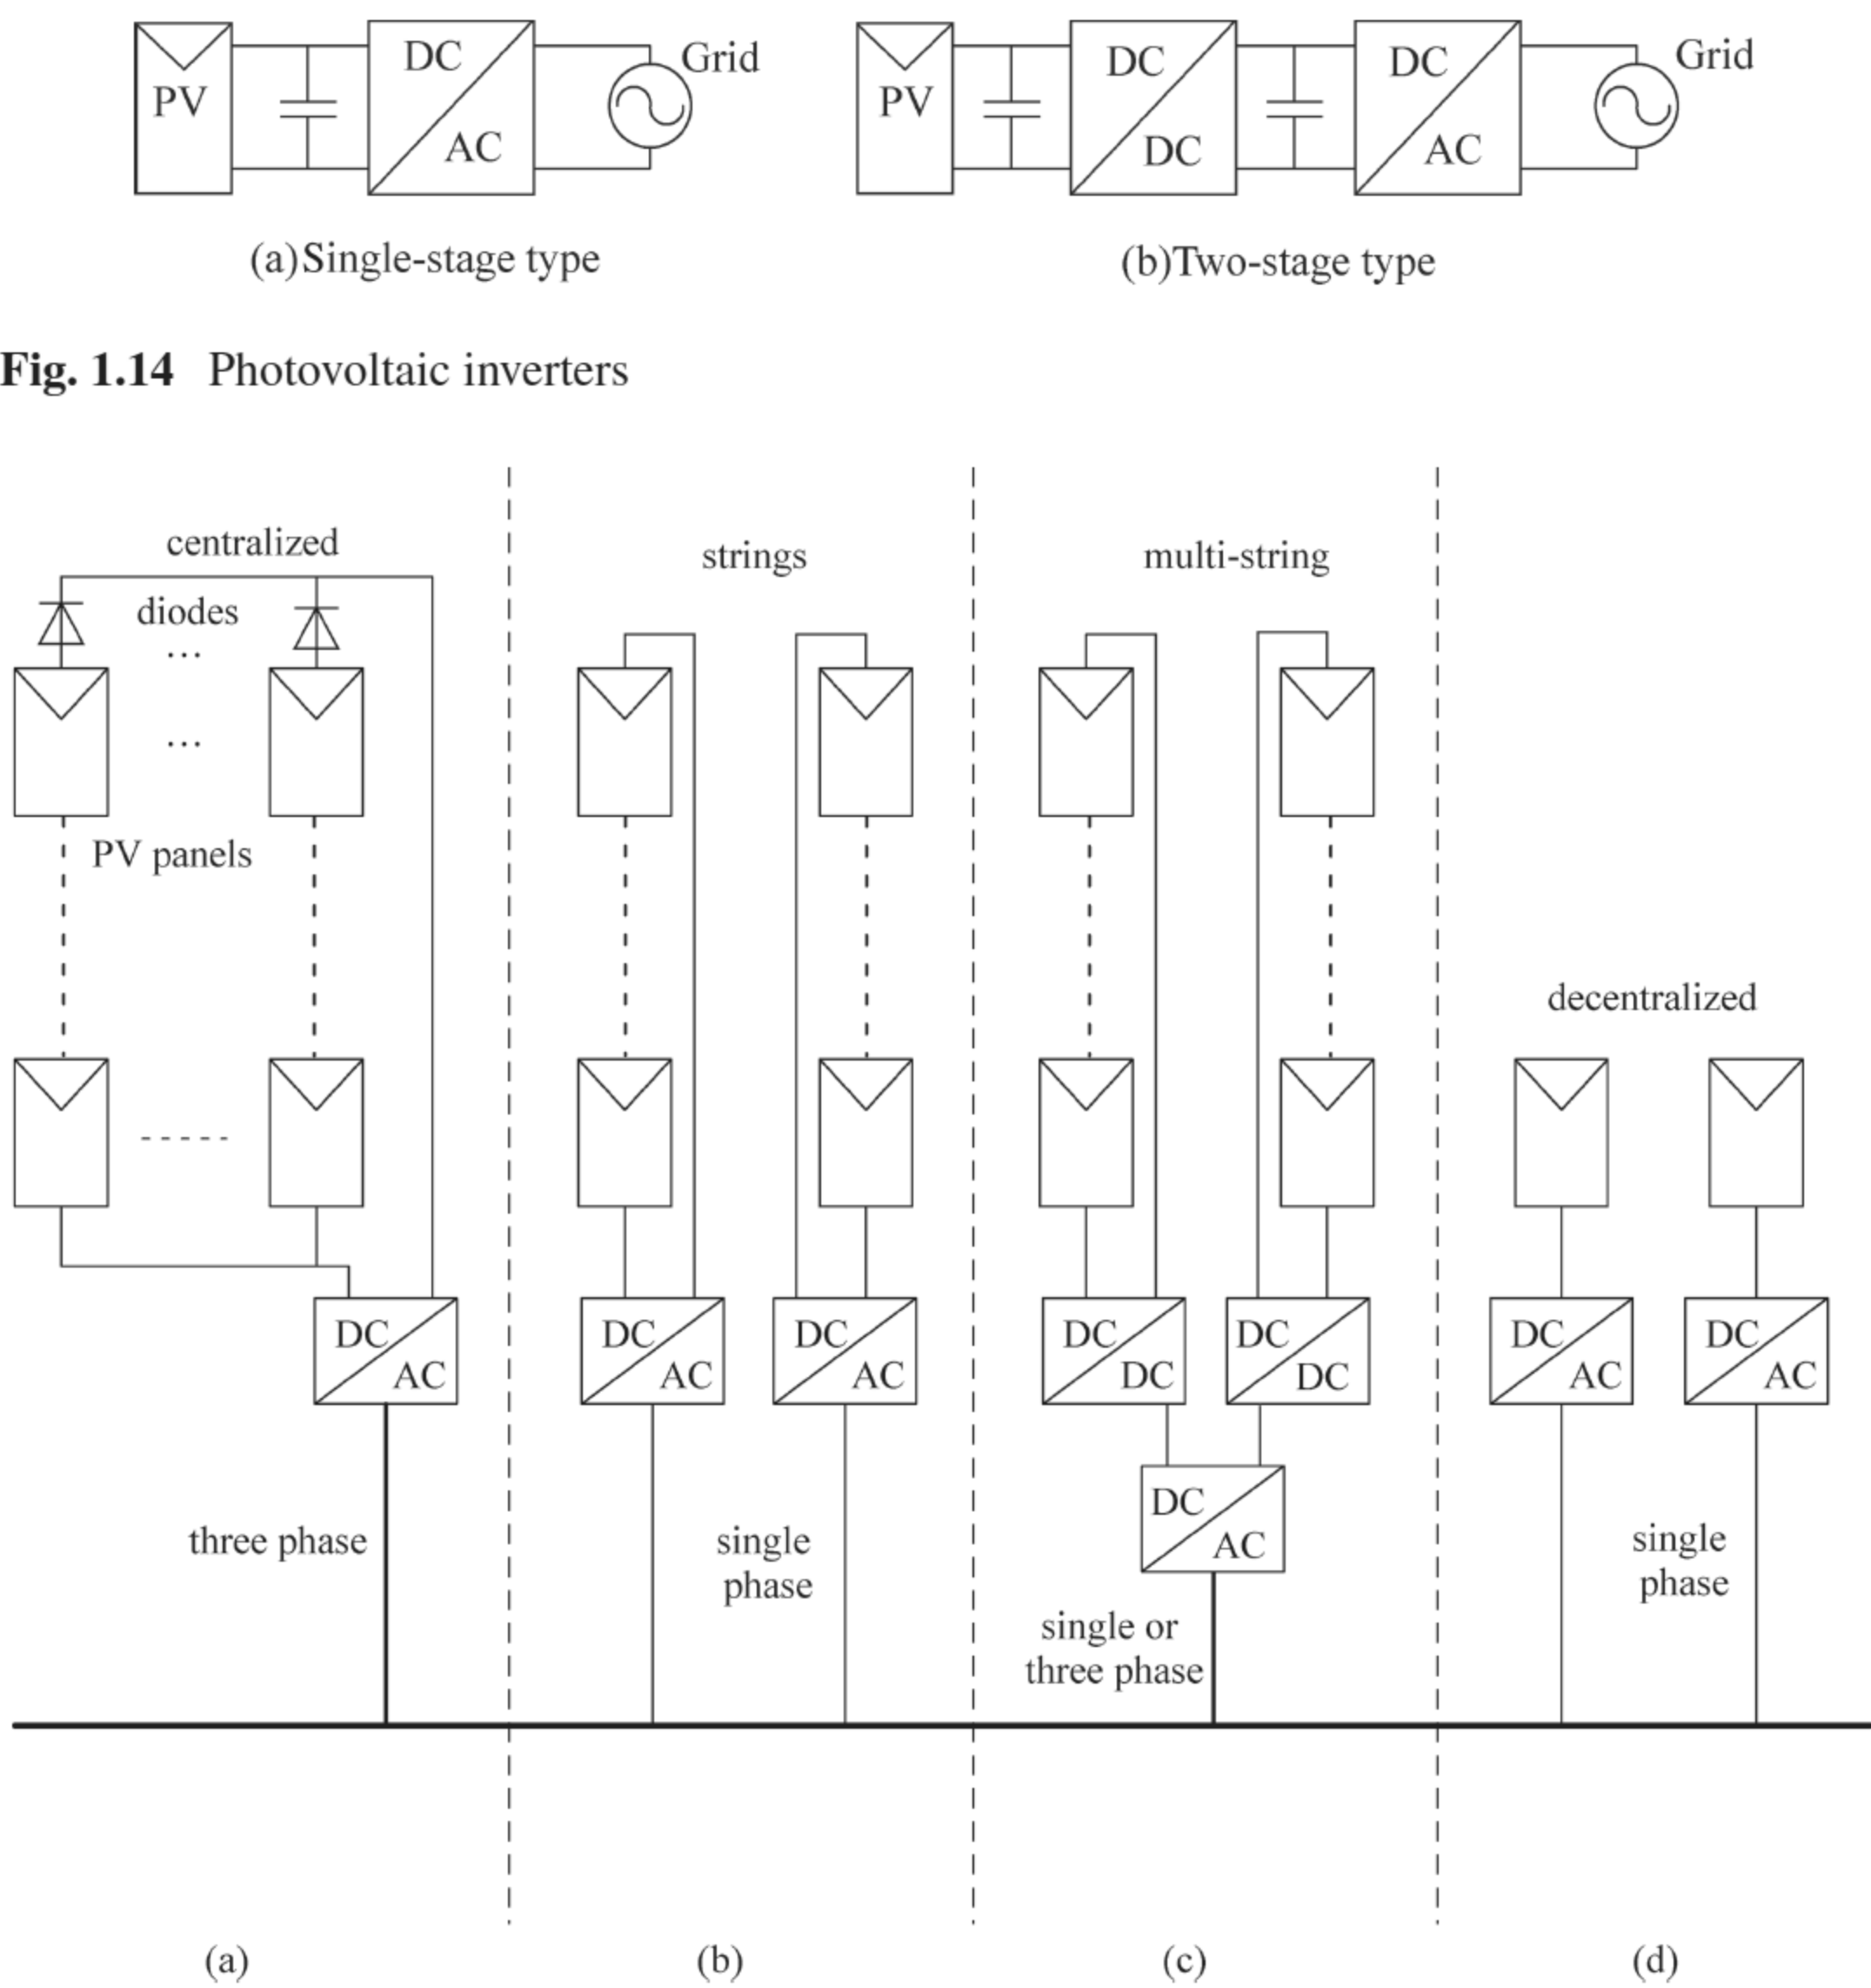 PV
DC
AC
Grid
PV
DC
DC
DC
AC
Grid
(a)Single-stage type
(b)Two-stage type
Fig. 1.14 Photovoltaic inverters
centralized
diodes
...
...
PV panels
DC
AC
three phase
(a)
strings
DC
AC
DC
AC
single
phase
(b)
multi-string
DC
DC
DC
DC
DC
AC
single or
three phase
(c)
decentralized
DC
AC
DC
AC
single
phase
(d)